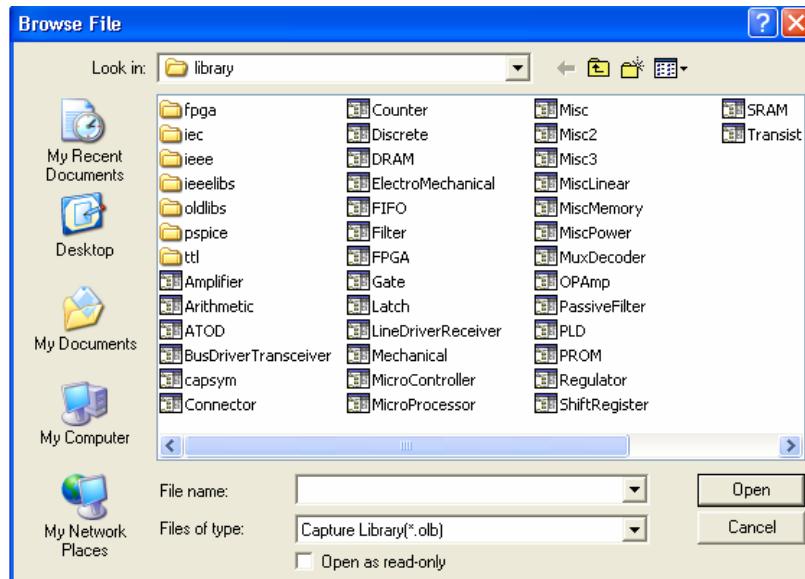 Browse File
Look in: library
My Recent
Documents
Desktop
My Documents
My Computer
My Network
Places
fpga
iec
ieee
ieeelibs
oldlibs
pspice
ttl
Amplifier
Arithmetic
ATOD
BusDriverTransceiver
capsym
Connector
Counter
Discrete
DRAM
ElectroMechanical
FIFO
Filter
FPGA
Gate
Latch
LineDriverReceiver
Mechanical
MicroController
MicroProcessor
Misc
Misc2
Misc3
MiscLinear
MiscMemory
MiscPower
MuxDecoder
OPAmp
PassiveFilter
PLD
PROM
Regulator
ShiftRegister
SRAM
Transist
File name:
Open
Files of type: Capture Library(*.olb)
Cancel
Open as read-only